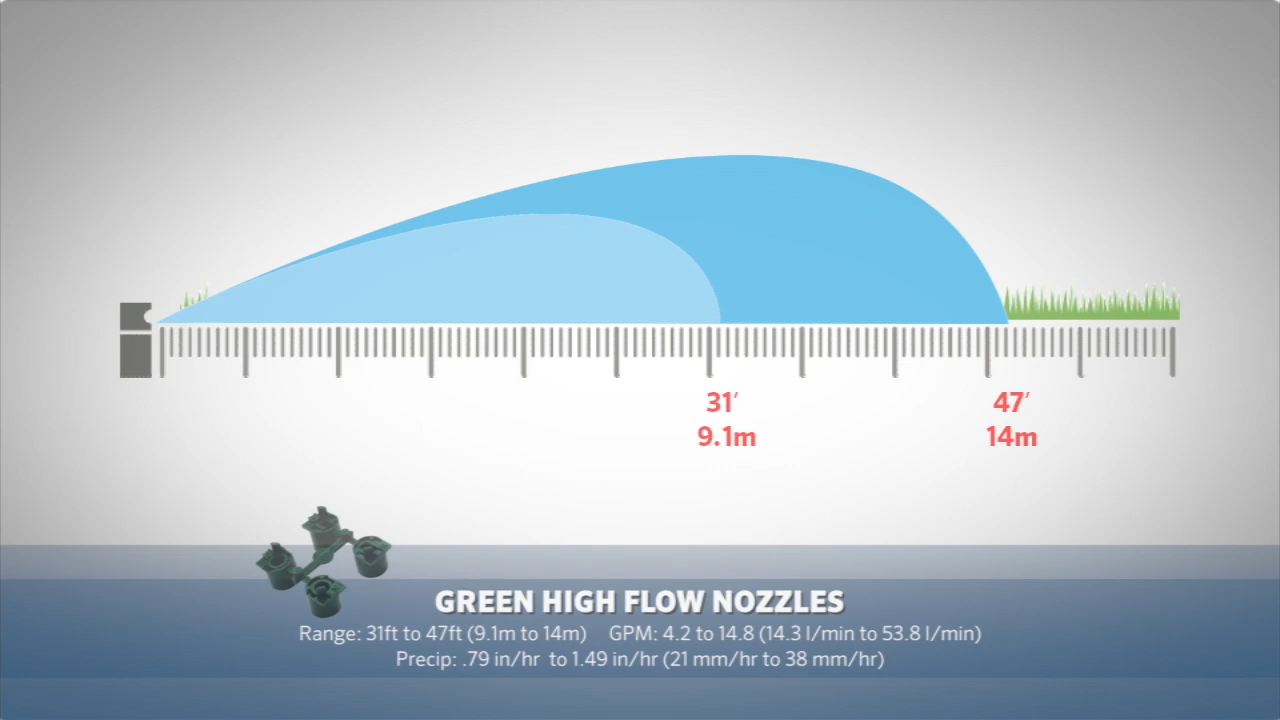 31′
47′
9.1m
14m
GREEN HIGH FLOW NOZZLES
Range: 31ft to 47ft (9.1m to 14m) GPM: 4.2 to 14.8 (14.3 l/min to 53.8 l/min)
Precip: .79 in/hr to 1.49 in/hr (21 mm/hr to 38 mm/hr)